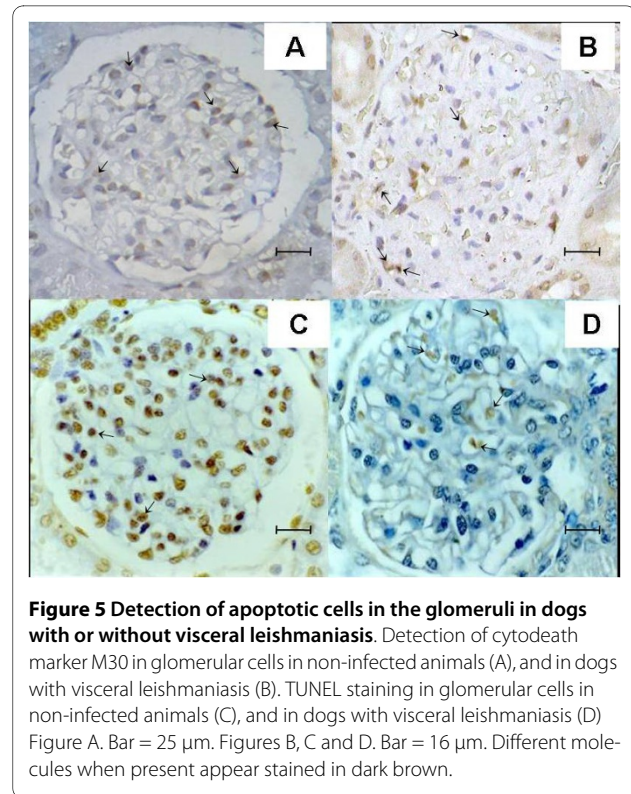 A
B
C
D
Figure 5 Detection of apoptotic cells in the glomeruli in dogs
with or without visceral leishmaniasis. Detection of cytodeath
marker M30 in glomerular cells in non-infected animals (A), and in dogs
with visceral leishmaniasis (B). TUNEL staining in glomerular cells in
non-infected animals (C), and in dogs with visceral leishmaniasis (D)
Figure A. Bar = 25 μm. Figures B, C and D. Bar = 16 μm. Different mole-
cules when present appear stained in dark brown.